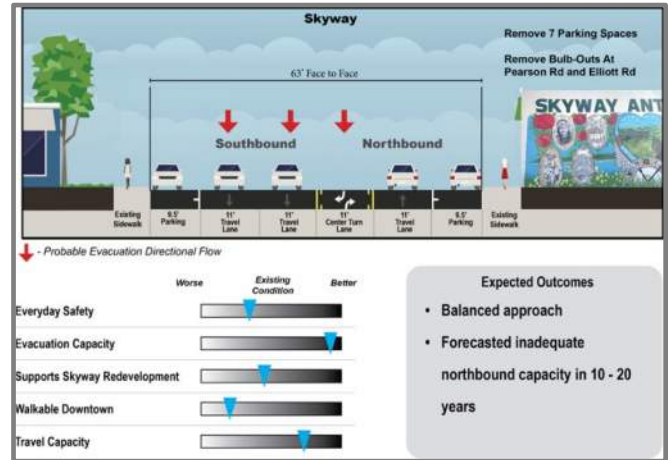 Skyway
Remove 7 Parking Spaces
Remove Bulb-Outs At
Pearson Rd and Elliott Rd
63' Face to Face
SKYWAY ANT
Southbound
Northbound
Existing
Sidewalk
9.5'
Parking
11'
Travel
Lane
11'
Travel
Lane
11'
Center Turn
Lane
11'
Travel
Lane
9.5'
Parking
Existing
Sidewalk
- Probable Evacuation Directional Flow
Worse
Existing
Condition
Better
Everyday Safety
Evacuation Capacity
Supports Skyway Redevelopment
Walkable Downtown
Travel Capacity
Expected Outcomes
• Balanced approach
• Forecasted inadequate
northbound capacity in 10 - 20
years